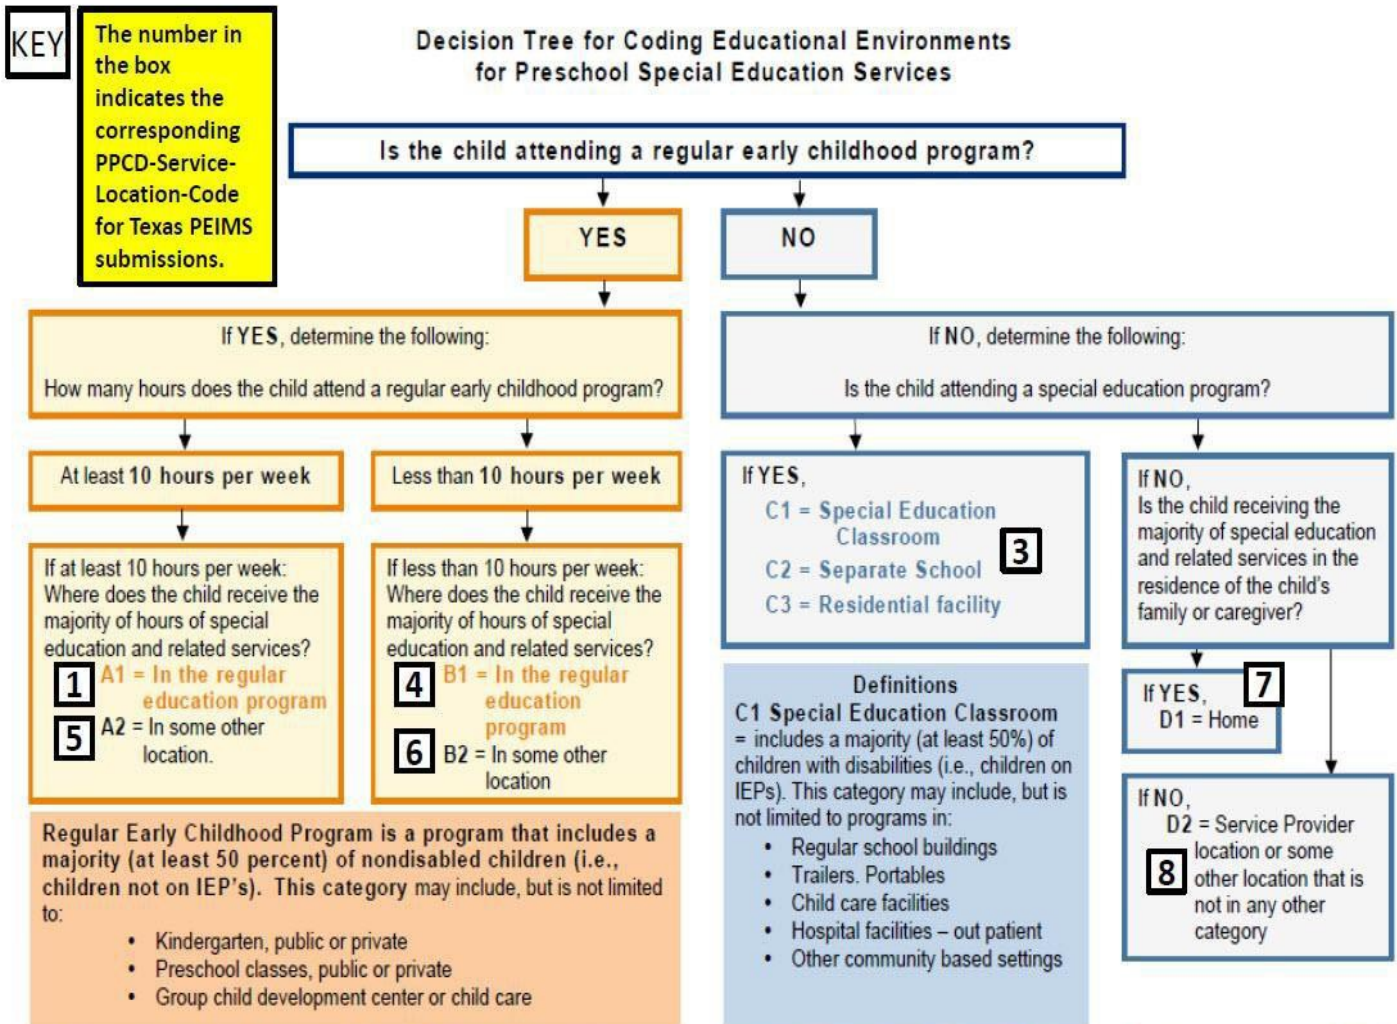 KEY
The number in
the box
indicates the
corresponding
PPCD-Service-
Location-Code
for Texas PEIMS
submissions.
Decision Tree for Coding Educational Environments
for Preschool Special Education Services
Is the child attending a regular early childhood program?
YES
NO
If YES, determine the following:
How many hours does the child attend a regular early childhood program?
If NO, determine the following:
Is the child attending a special education program?
At least 10 hours per week
Less than 10 hours per week
If at least 10 hours per week:
Where does the child receive the
majority of hours of special
education and related services?
1 A1 = In the regular
education program
5 A2 = In some other
location.
If less than 10 hours per week:
Where does the child receive the
majority of hours of special
education and related services?
4 B1 = In the regular
education
program
6 B2 = In some other
location
If YES,
C1 = Special Education
Classroom
3
C2 = Separate School
C3 = Residential facility
If NO,
Is the child receiving the
majority of special education
and related services in the
residence of the child's
family or caregiver?
If YES, 7
D1 = Home
If NO,
D2 = Service Provider
location or some
8 other location that is
not in any other
category
Regular Early Childhood Program is a program that includes a
majority (at least 50 percent) of nondisabled children (i.e.,
children not on IEP's). This category may include, but is not limited
to:
• Kindergarten, public or private
• Preschool classes, public or private
• Group child development center or child care
Definitions
C1 Special Education Classroom
= includes a majority (at least 50%) of
children with disabilities (i.e., children on
IEPs). This category may include, but is
not limited to programs in:
• Regular school buildings
• Trailers. Portables
• Child care facilities
• Hospital facilities – out patient
• Other community based settings